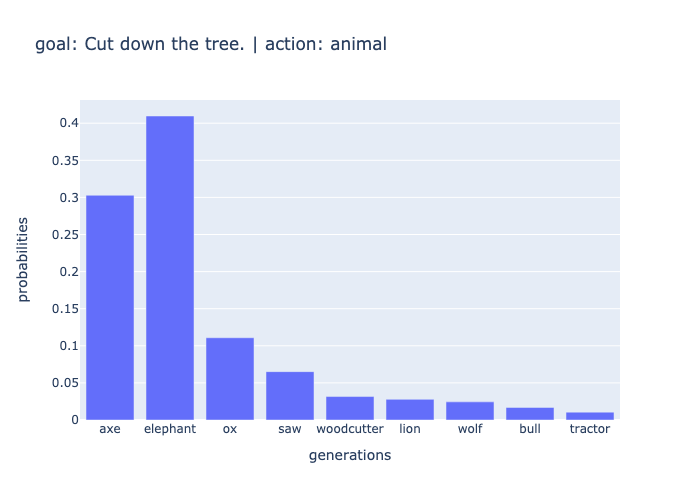 goal: Cut down the tree. | action: animal
probabilities
0.4
0.35
0.3
0.25
0.2
0.15
0.1
0.05
0
axe elephant ox saw woodcutter lion wolf bull tractor
generations